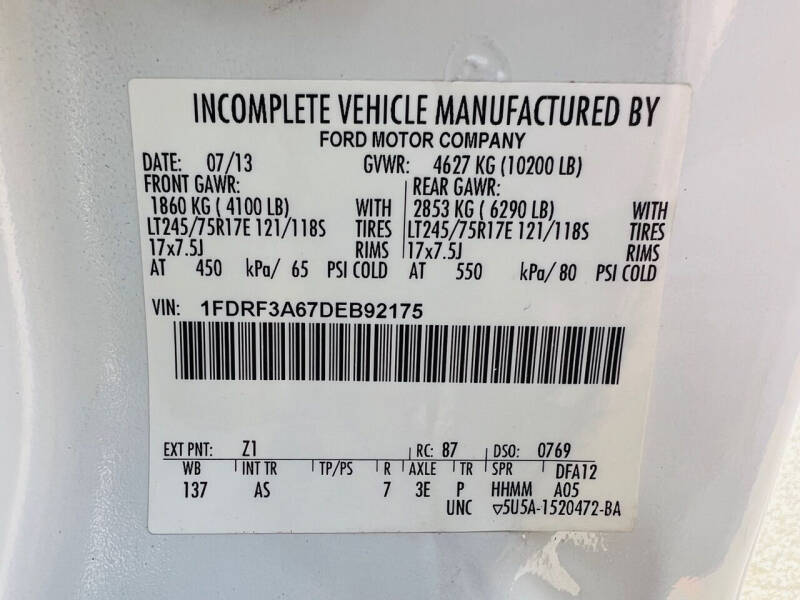 INCOMPLETE VEHICLE MANUFACTURED BY
FORD MOTOR COMPANY
DATE: 07/13 GVWR: 4627 KG (10200 LB)
FRONT GAWR: REAR GAWR:
1860 KG ( 4100 LB) WITH 2853 KG ( 6290 LB) WITH
LT245/75R17E 121/118S TIRES LT245/75R17E 121/118S TIRES
17x7.5J RIMS 17x7.5J RIMS
AT 450 kPa/ 65 PSI COLD AT 550 kPa/ 80 PSI COLD
VIN: 1FDRF3A67DEB92175
EXT PNT: Z1 RC: 87 DSO: 0769
WB INT TR TP/PS R AXLE TR SPR DFA12
137 AS 7 3E P HHMM A05
UNC ▽5U5A-1520472-BA